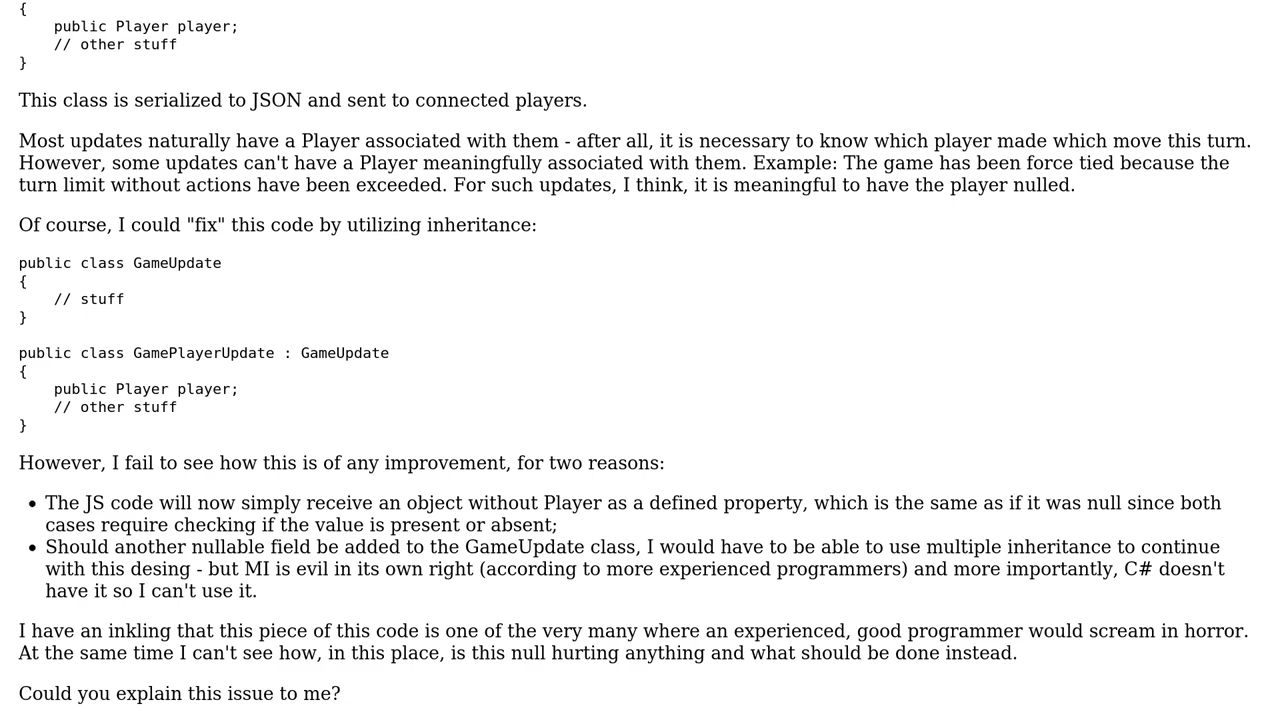 {
    public Player player;
    // other stuff
}
This class is serialized to JSON and sent to connected players.
Most updates naturally have a Player associated with them - after all, it is necessary to know which player made which move this turn.
However, some updates can't have a Player meaningfully associated with them. Example: The game has been force tied because the
turn limit without actions have been exceeded. For such updates, I think, it is meaningful to have the player nulled.
Of course, I could "fix" this code by utilizing inheritance:
public class GameUpdate
{
    // stuff
}
public class GamePlayerUpdate : GameUpdate
{
    public Player player;
    // other stuff
}
However, I fail to see how this is of any improvement, for two reasons:
• The JS code will now simply receive an object without Player as a defined property, which is the same as if it was null since both
cases require checking if the value is present or absent;
• Should another nullable field be added to the GameUpdate class, I would have to be able to use multiple inheritance to continue
with this desing - but MI is evil in its own right (according to more experienced programmers) and more importantly, C# doesn't
have it so I can't use it.
I have an inkling that this piece of this code is one of the very many where an experienced, good programmer would scream in horror.
At the same time I can't see how, in this place, is this null hurting anything and what should be done instead.
Could you explain this issue to me?